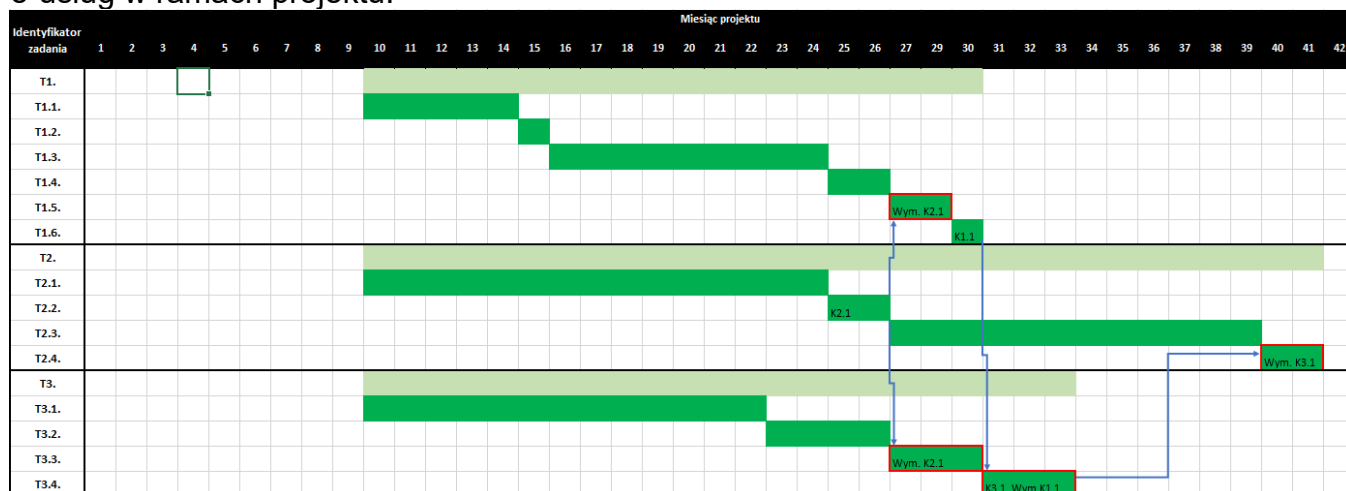 e-usług w ramach projektu.
Miesiąc projektu
Identyfikator zadania 1 2 3 4 5 6 7 8 9 10 11 12 13 14 15 16 17 18 19 20 21 22 23 24 25 26 27 29 30 31 32 33 34 35 36 37 38 39 40 41 42
T1.
T1.1.
T1.2.
T1.3.
T1.4.
T1.5. Wym. K2.1
T1.6. K1.1
T2.
T2.1.
T2.2. K2.1
T2.3.
T2.4. Wym. K3.1
T3.
T3.1.
T3.2.
T3.3. Wym. K2.1
T3.4. K3.1, Wym K1.1